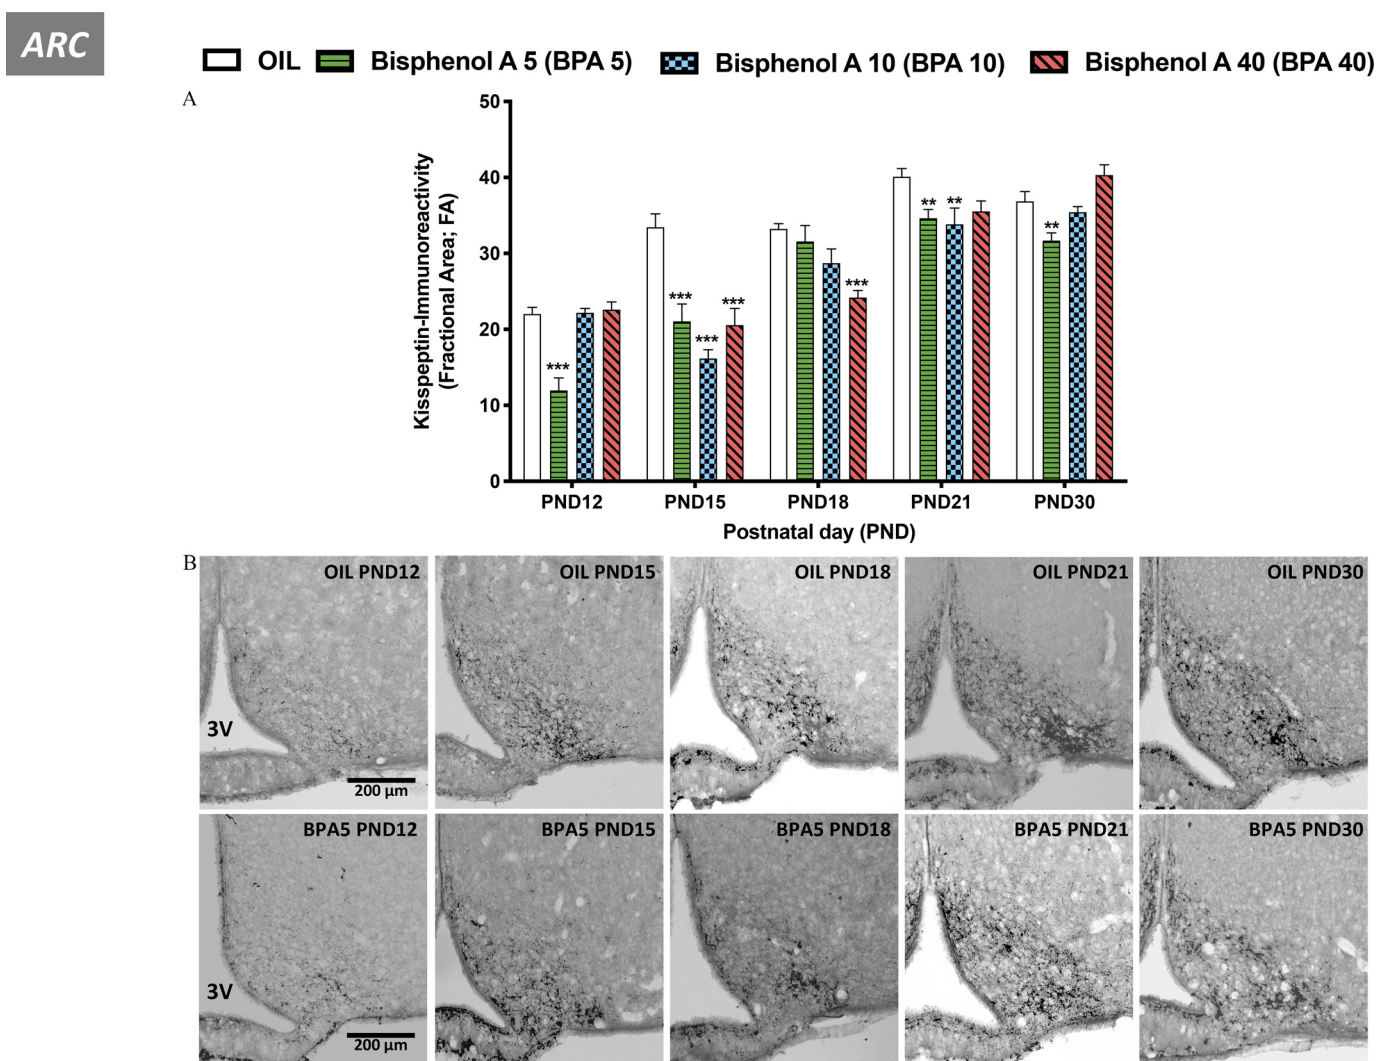 ARC
OIL Bisphenol A 5 (BPA 5) Bisphenol A 10 (BPA 10) Bisphenol A 40 (BPA 40)
A
Kisspeptin-Immunoreactivity
(Fractional Area; FA)
50
40
30
20
10
0
***
***
***
***
***
**
**
**
PND12 PND15 PND18 PND21 PND30
Postnatal day (PND)
B
OIL PND12 OIL PND15 OIL PND18 OIL PND21 OIL PND30
3V
200 μm
BPA5 PND12 BPA5 PND15 BPA5 PND18 BPA5 PND21 BPA5 PND30
3V
200 μm